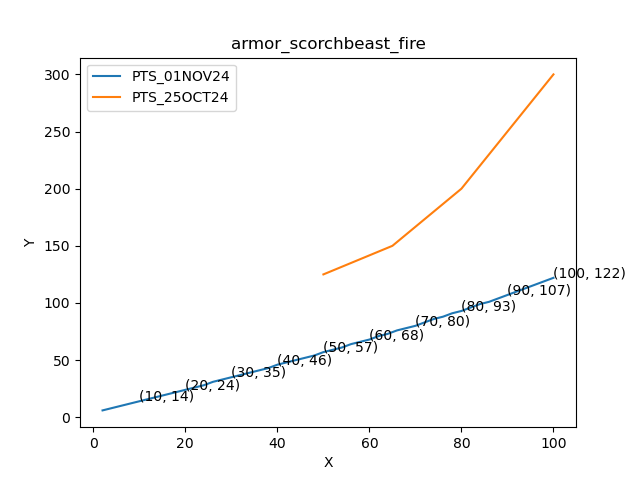 armor_scorchbeast_fire
PTS_01NOV24
PTS_25OCT24
300
250
200
150
100
50
0
Y
(100, 122)
(90, 107)
(80, 93)
(70, 80)
(60, 68)
(50, 57)
(40, 46)
(30, 35)
(20, 24)
(10, 14)
0 20 40 60 80 100
X